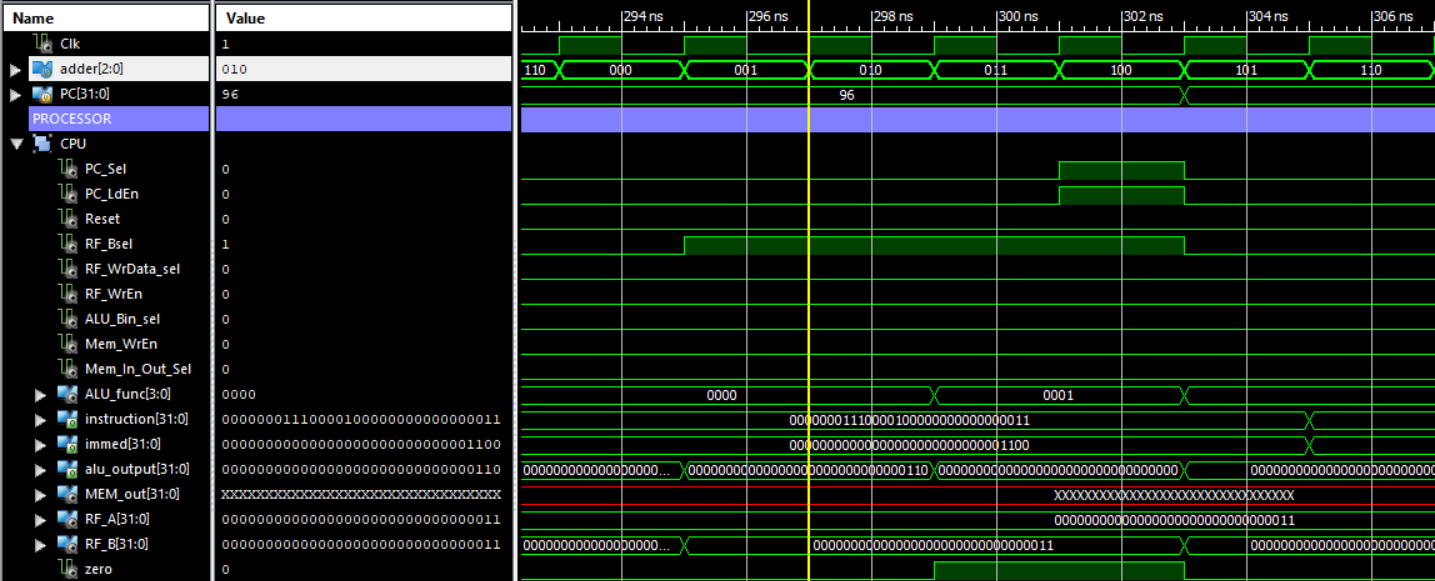 Name Value 294 ns 296 ns 298 ns 300 ns 302 ns 304 ns 306 ns
Clk 1
adder[2:0] 010 110 000 001 010 011 100 101 110
PC[31:0] 96 96
PROCESSOR
CPU
PC_Sel 0
PC_LdEn 0
Reset 0
RF_Bsel 1
RF_WrData_sel 0
RF_WrEn 0
ALU_Bin_sel 0
Mem_WrEn 0
Mem_In_Out_Sel 0
ALU_func[3:0] 0000 0000 0001
instruction[31:0] 00000001110000100000000000000011 00000001110000100000000000000011
immed[31:0] 00000000000000000000000000001100 00000000000000000000000000001100
alu_output[31:0] 00000000000000000000000000000110 000000000000000000... 00000000000000000000000000000110 00000000000000000000000000000000 0000000000000000000000000
MEM_out[31:0] XXXXXXXXXXXXXXXXXXXXXXXXXXXXXXXX XXXXXXXXXXXXXXXXXXXXXXXXXXXXXXXX
RF_A[31:0] 00000000000000000000000000000011 00000000000000000000000000000011
RF_B[31:0] 00000000000000000000000000000011 000000000000000000... 00000000000000000000000000000011 0000000000000000000000000
zero 0